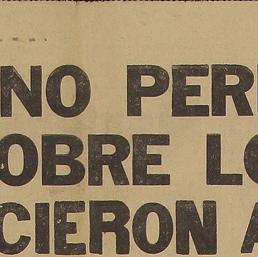 NO PER
OBRE LO
CIERON A